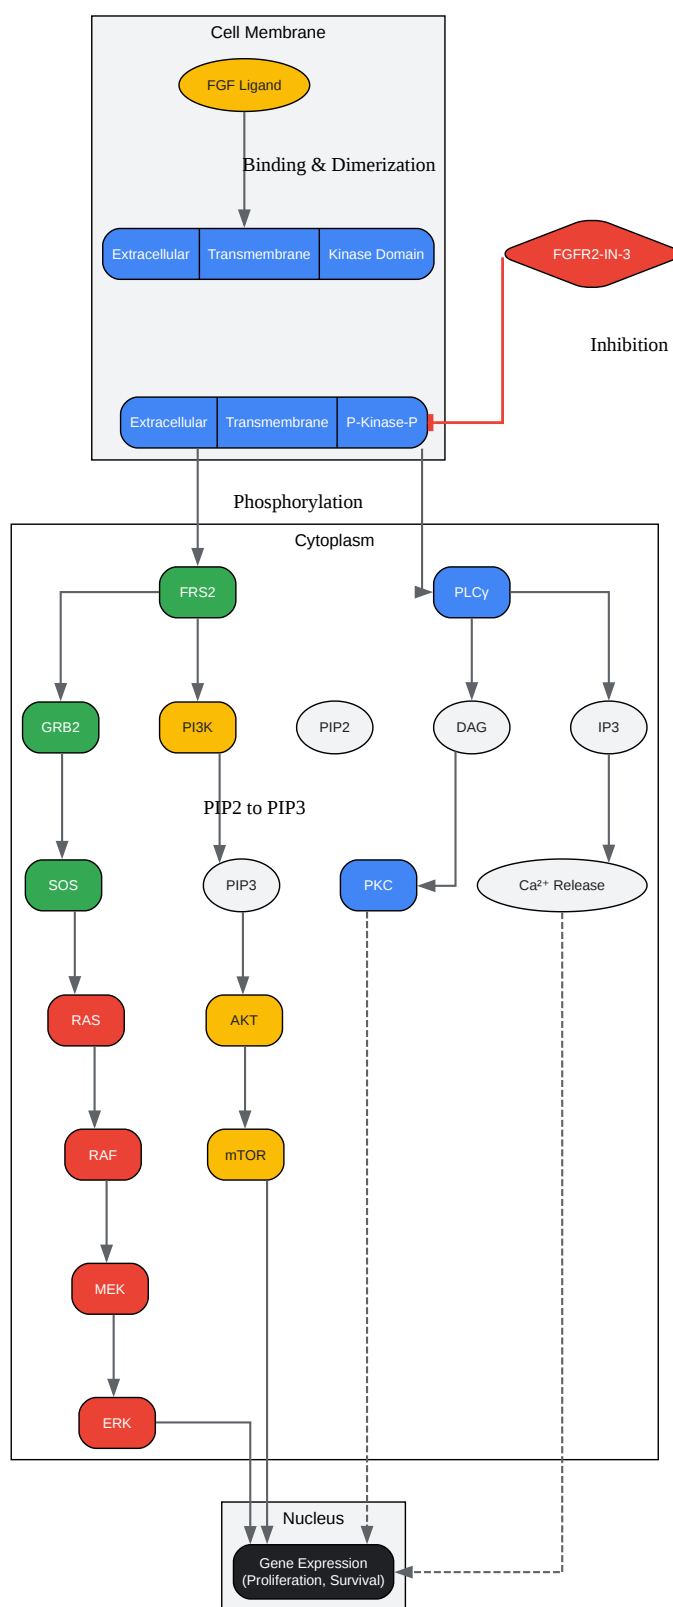 Cell Membrane
FGF Ligand
Binding & Dimerization
Extracellular Transmembrane Kinase Domain
FGFR2-IN-3
Inhibition
Extracellular Transmembrane P-Kinase-P
Phosphorylation
Cytoplasm
FRS2 PLCγ
GRB2 PI3K PIP2 DAG IP3
PIP2 to PIP3
SOS PIP3 PKC Ca²⁺ Release
RAS AKT
RAF mTOR
MEK
ERK
Nucleus
Gene Expression
(Proliferation, Survival)